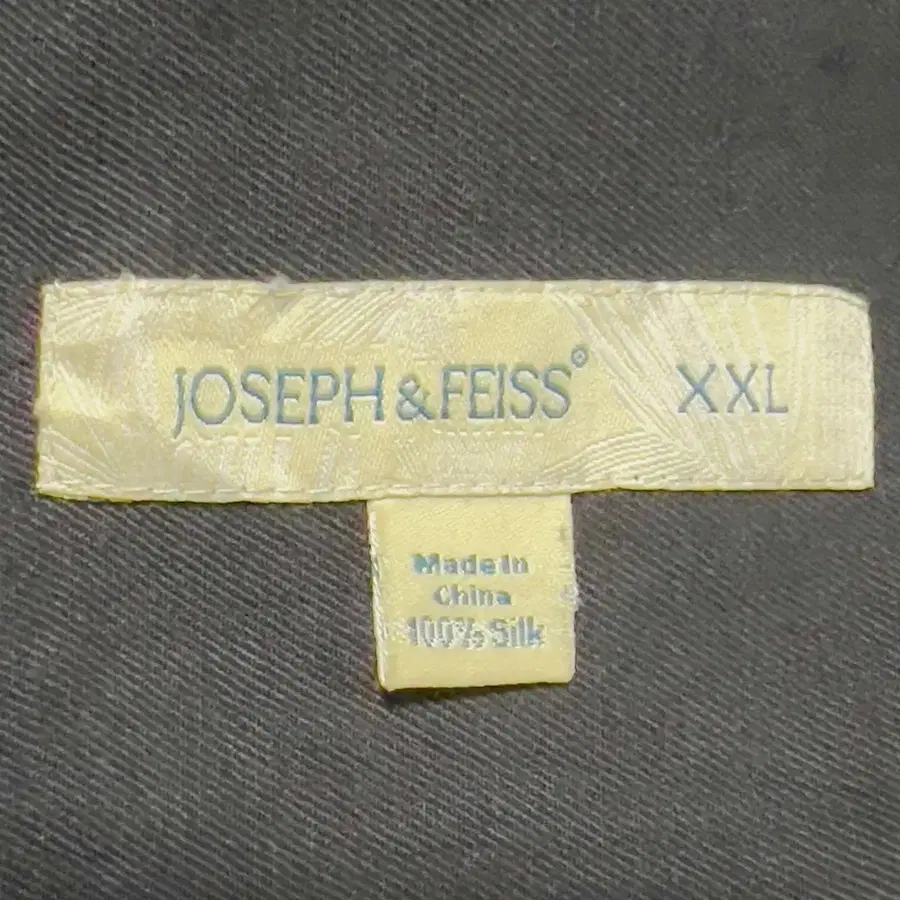 JOSEPH & FEISS® XXL
Made In
China
100% Silk